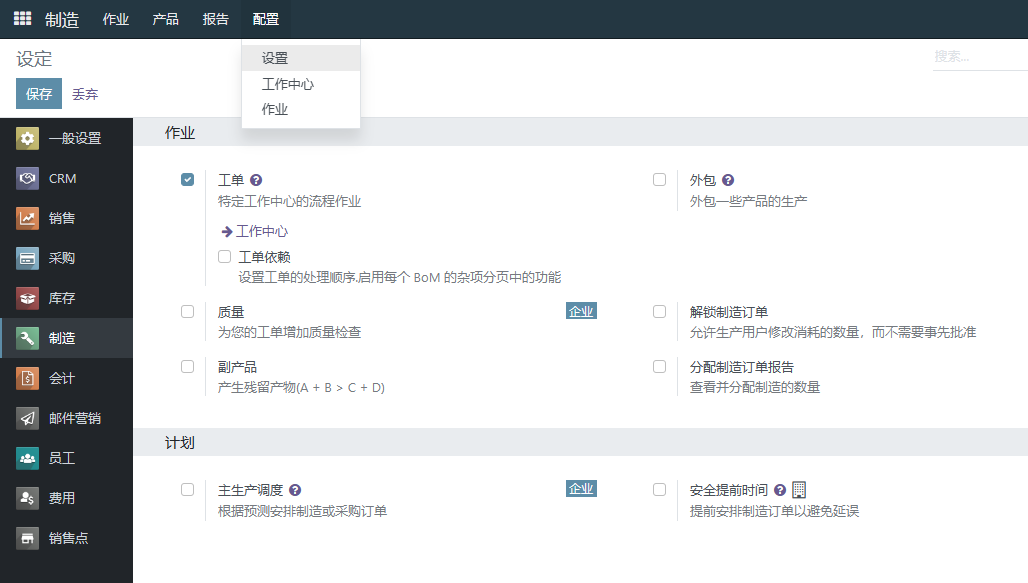 制造 作业 产品 报告 配置
设定
搜索...
保存 丢弃
设置
工作中心
作业
一般设置
CRM
销售
采购
库存
制造
会计
邮件营销
员工
费用
销售点
作业
工单
特定工作中心的流程作业
工作中心
工单依赖
设置工单的处理顺序.启用每个 BoM 的杂项分页中的功能
外包
外包一些产品的生产
质量 企业
为您的工单增加质量检查
解锁制造订单
允许生产用户修改消耗的数量，而不需要事先批准
副产品
产生残留产物(A + B > C + D)
分配制造订单报告
查看并分配制造的数量
计划
主生产调度 企业
根据预测安排制造或采购订单
安全提前时间
提前安排制造订单以避免延误